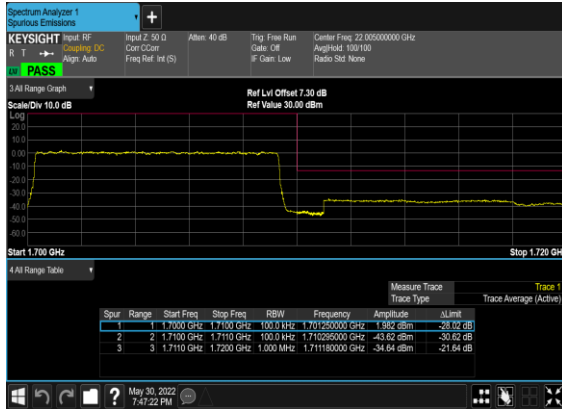 Spectrum Analyzer 1
Spurious Emissions
+
KEYSIGHT Input: RF Input Z: 50 Ω Atten: 40 dB Trig: Free Run Center Freq: 22.005000000 GHz
R T Coupling: DC Corr CCorr Gate: Off Avg|Hold: 100/100
Align: Auto Freq Ref: Int (S) IF Gain: Low Radio Std: None
PASS
3 All Range Graph
Ref Lvl Offset 7.30 dB
Scale/Div 10.0 dB Ref Value 30.00 dBm
Log
20.0
10.0
0.00
-10.0
-20.0
-30.0
-40.0
-50.0
-60.0
Start 1.700 GHz Stop 1.720 GH
4 All Range Table
Measure Trace Trace 1
Trace Type Trace Average (Active)
Spur Range Start Freq Stop Freq RBW Frequency Amplitude ΔLimit
1 1 1.7000 GHz 1.7100 GHz 100.0 kHz 1.701250000 GHz 1.982 dBm -28.02 dB
2 2 1.7100 GHz 1.7110 GHz 100.0 kHz 1.710295000 GHz -43.62 dBm -30.62 dB
3 3 1.7110 GHz 1.7200 GHz 1.000 MHz 1.711180000 GHz -34.64 dBm -21.64 dB
? May 30, 2022
7:47:22 PM